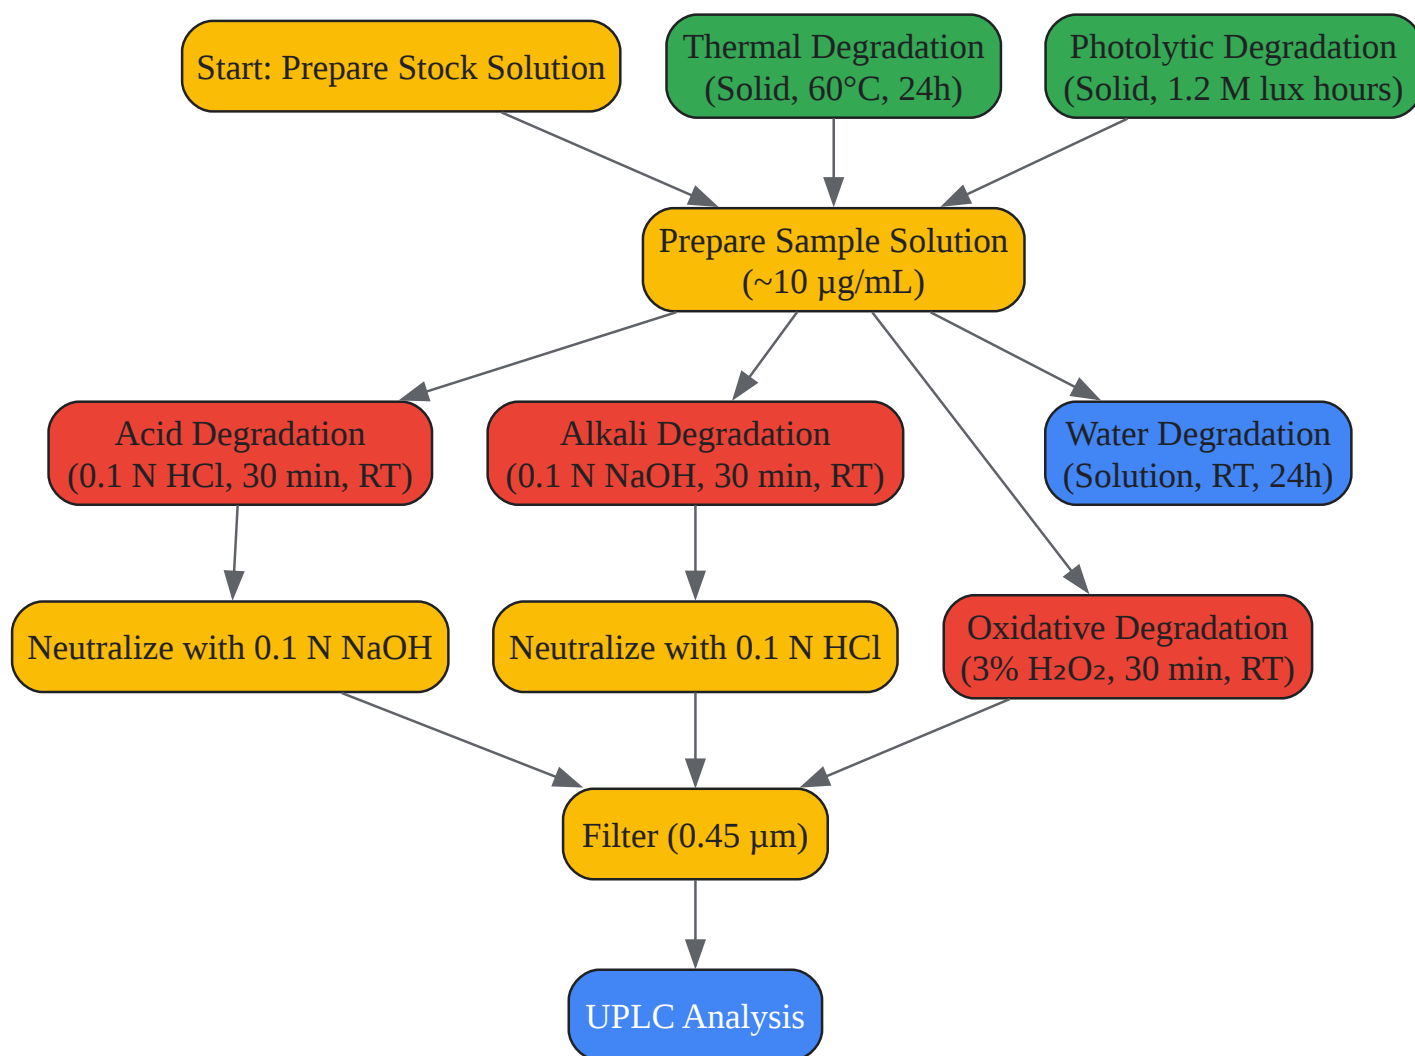 Start: Prepare Stock Solution
Thermal Degradation
(Solid, 60°C, 24h)
Photolytic Degradation
(Solid, 1.2 M lux hours)
Prepare Sample Solution
(~10 µg/mL)
Acid Degradation
(0.1 N HCl, 30 min, RT)
Alkali Degradation
(0.1 N NaOH, 30 min, RT)
Water Degradation
(Solution, RT, 24h)
Neutralize with 0.1 N NaOH
Neutralize with 0.1 N HCl
Oxidative Degradation
(3% H₂O₂, 30 min, RT)
Filter (0.45 µm)
UPLC Analysis